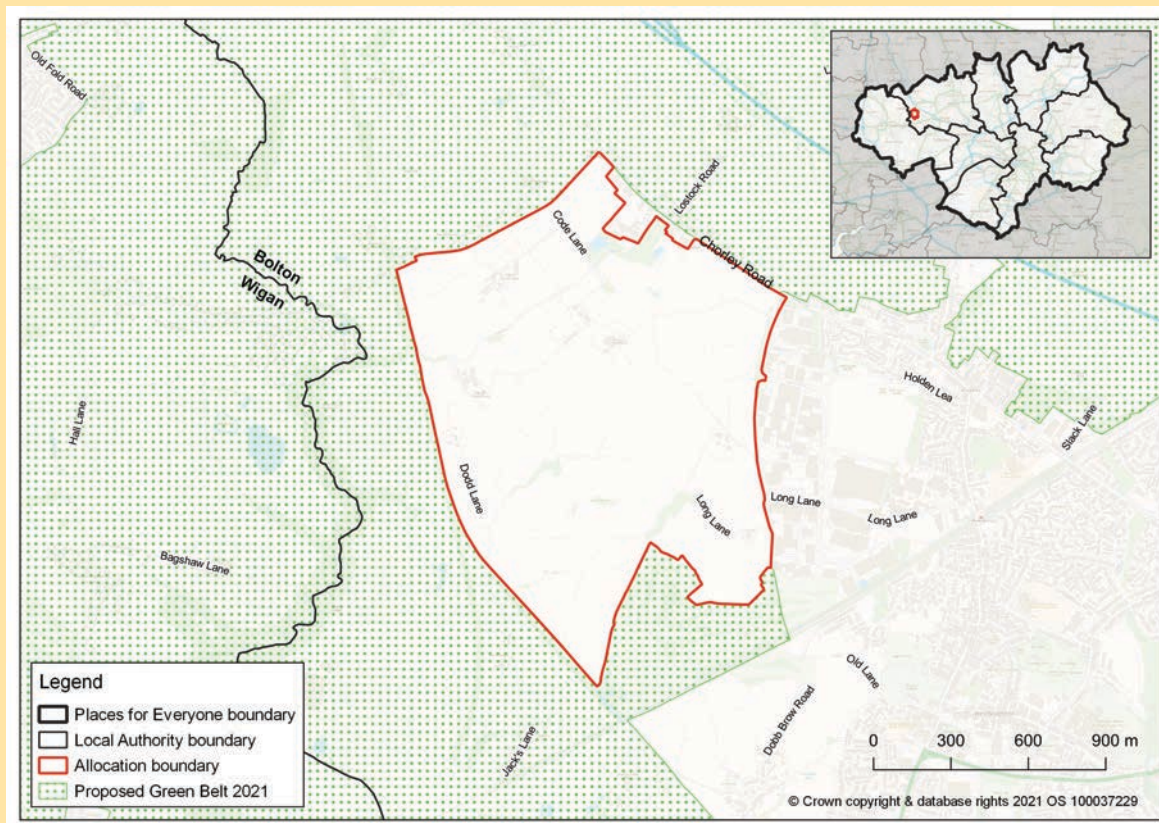 Old Fold Road
Lostock Road
Code Lane
Chorley Road
Bolton
Wigan
Holden Lea
Hall Lane
Stack Lane
Dodd Lane
Long Lane
Long Lane
Long Lane
Bagshaw Lane
Old Lane
Dobb Brow Road
Jack's Lane
Legend
Places for Everyone boundary
Local Authority boundary
Allocation boundary
Proposed Green Belt 2021
0 300 600 900 m
© Crown copyright & database rights 2021 OS 100037229